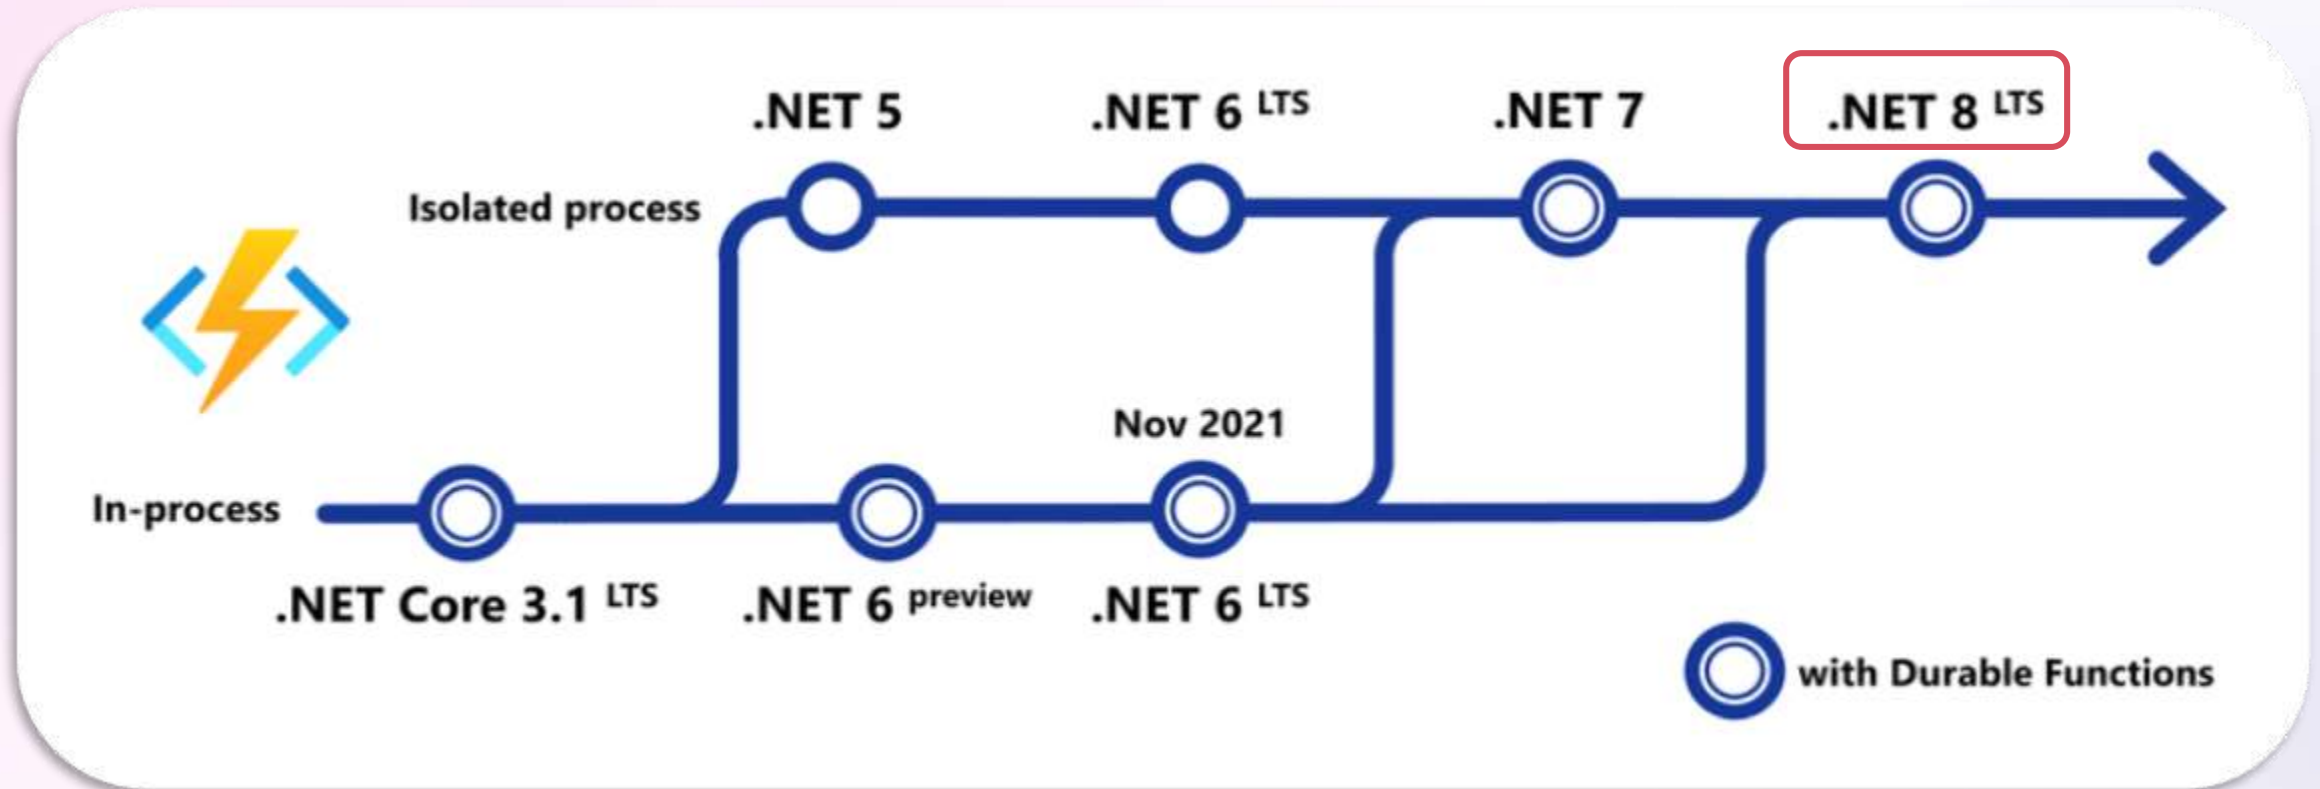 .NET 5
.NET 6 LTS
.NET 7
.NET 8 LTS
Isolated process
Nov 2021
In-process
.NET Core 3.1 LTS
.NET 6 preview
.NET 6 LTS
with Durable Functions